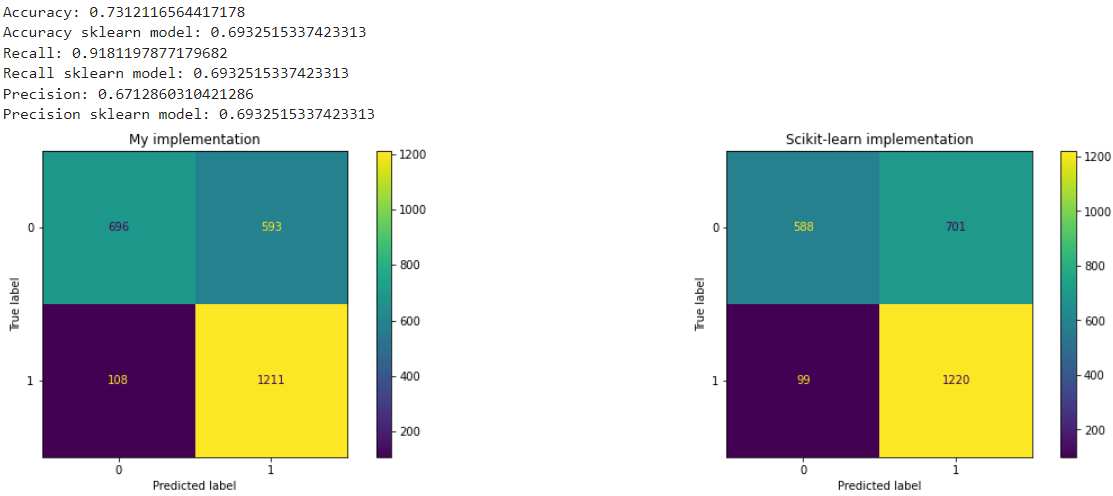 Accuracy: 0.7312116564417178
Accuracy sklearn model: 0.6932515337423313
Recall: 0.9181197877179682
Recall sklearn model: 0.6932515337423313
Precision: 0.6712860310421286
Precision sklearn model: 0.6932515337423313
My implementation
1200
1000
800
600
400
200
0
696
593
1
108
1211
True label
0
1
Predicted label
Scikit-learn implementation
1200
1000
800
600
400
200
0
588
701
1
99
1220
True label
0
1
Predicted label